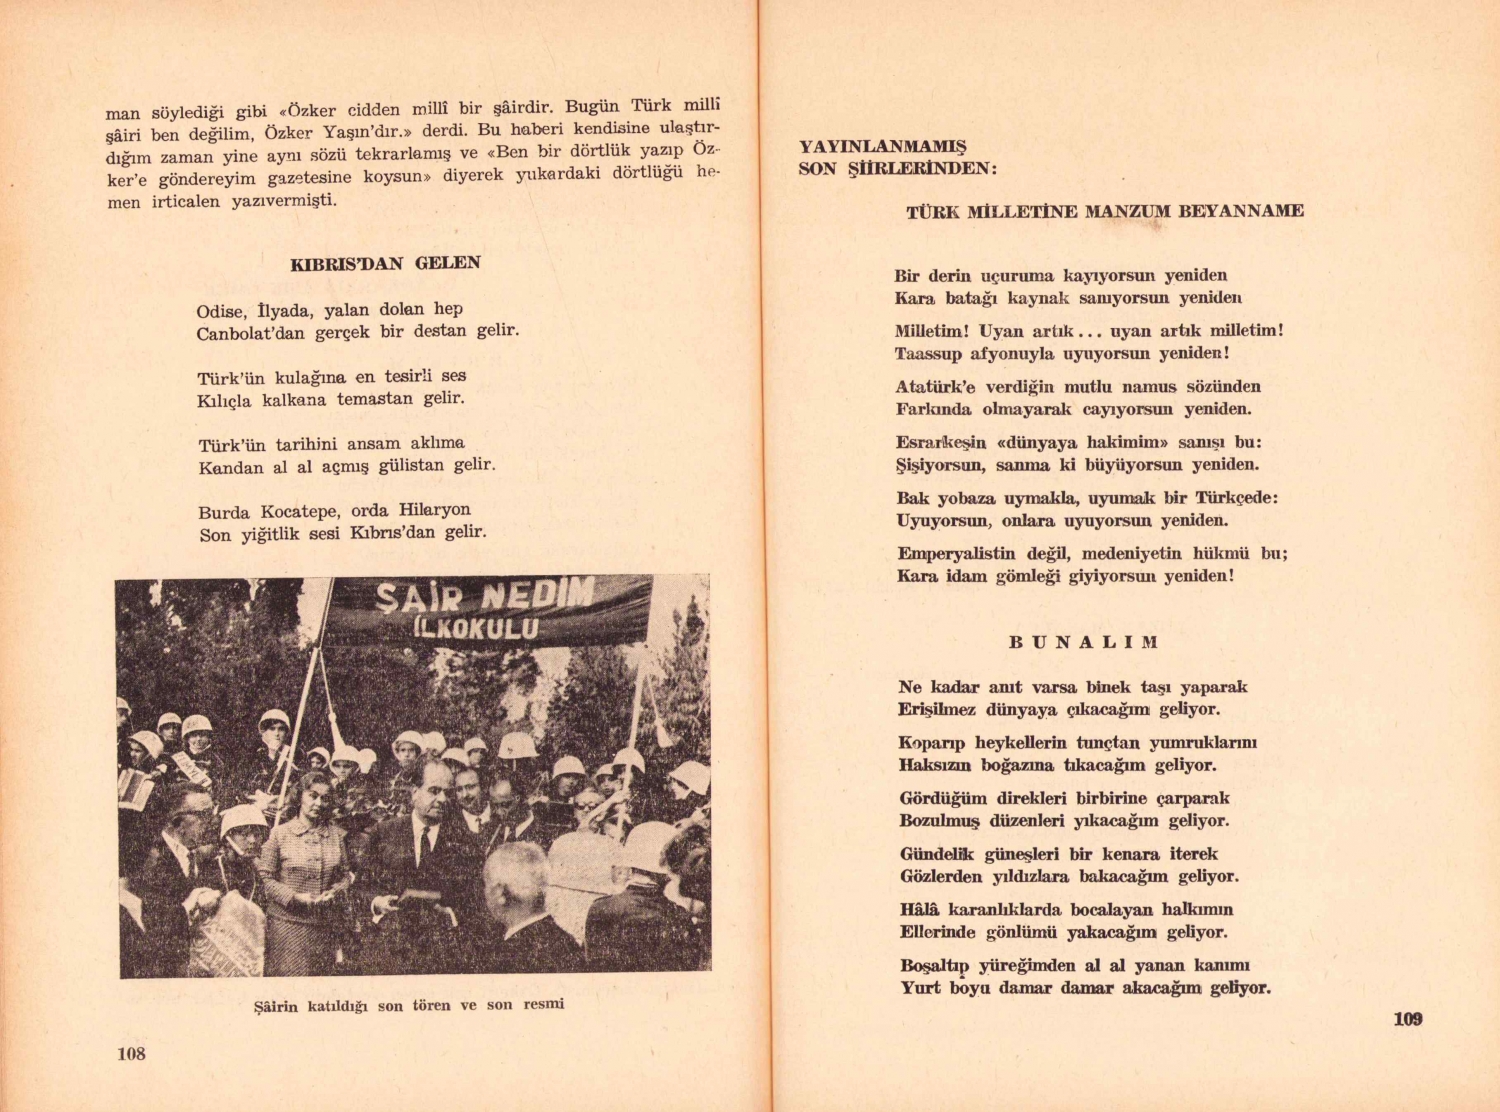 man söylediği gibi «Özker cidden millî bir şâirdir. Bugün Türk millî
şâiri ben değilim, Özker Yaşın'dır.» derdi. Bu haberi kendisine ulaştır-
dığım zaman yine aynı sözü tekrarlamış ve «Ben bir dörtlük yazıp Öz-
ker'e göndereyim gazetesine koysun» diyerek yukardaki dörtlüğü he-
men irticalen yazıvermişti.
KIBRIS'DAN GELEN
Odise, İlyada, yalan dolan hep
Canbolat'dan gerçek bir destan gelir.
Türk'ün kulağına en tesirli ses
Kılıçla kalkana temastan gelir.
Türk'ün tarihini ansam aklıma
Kandan al al açmış gülistan gelir.
Burda Kocatepe, orda Hilaryon
Son yiğitlik sesi Kıbrıs'dan gelir.
ŞAİR NEDİM
İLKOKULU
Şâirin katıldığı son tören ve son resmi
108
YAYINLANMAMIŞ
SON ŞİİRLERİNDEN:
TÜRK MİLLETİNE MANZUM BEYANNAME
Bir derin uçuruma kayıyorsun yeniden
Kara batağı kaynak sanıyorsun yeniden
Milletim! Uyan artık... uyan artık milletim!
Taassup afyonuyla uyuyorsun yeniden!
Atatürk'e verdiğin mutlu namus sözünden
Farkında olmayarak cayıyorsun yeniden.
Esrarkeşin «dünyaya hakimim» sanışı bu:
Şişiyorsun, sanma ki büyüyorsun yeniden.
Bak yobaza uymakla, uyumak bir Türkçede:
Uyuyorsun, onlara uyuyorsun yeniden.
Emperyalistin değil, medeniyetin hükmü bu;
Kara idam gömleği giyiyorsun yeniden!
BUNALIM
Ne kadar anıt varsa binek taşı yaparak
Erişilmez dünyaya çıkacağım geliyor.
Koparıp heykellerin tunçtan yumruklarını
Haksızın boğazına tıkacağım geliyor.
Gördüğüm direkleri birbirine çarparak
Bozulmuş düzenleri yıkacağım geliyor.
Gündelik güneşleri bir kenara iterek
Gözlerden yıldızlara bakacağım geliyor.
Hâlâ karanlıklarda bocalayan halkımın
Ellerinde gönlümü yakacağım geliyor.
Boşaltıp yüreğimden al al yanan kanımı
Yurt boyu damar damar akacağım geliyor.
109